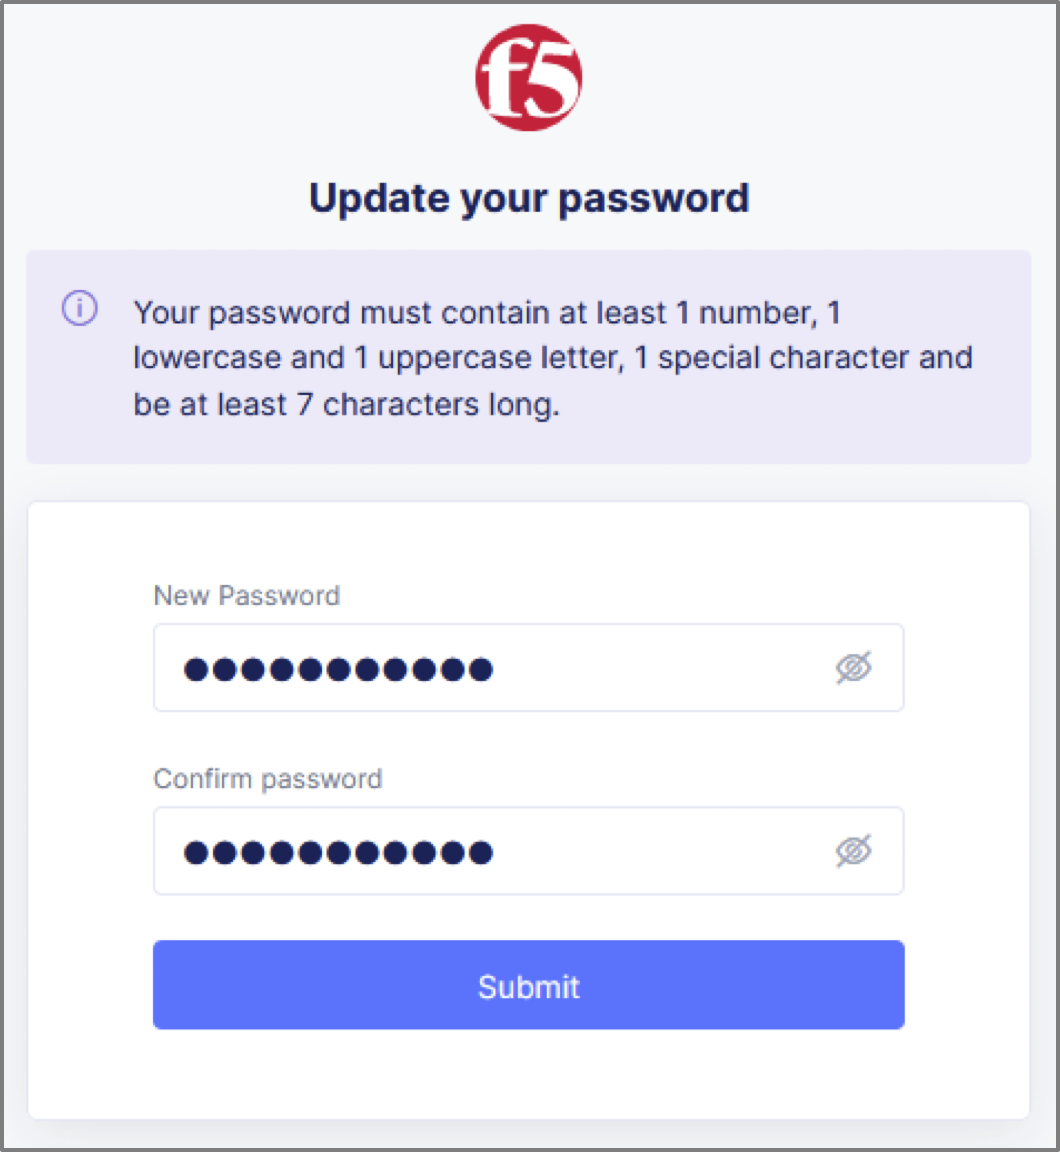 f5
Update your password
Your password must contain at least 1 number, 1
lowercase and 1 uppercase letter, 1 special character and
be at least 7 characters long.
New Password
●●●●●●●●●●●
Confirm password
●●●●●●●●●●●
Submit